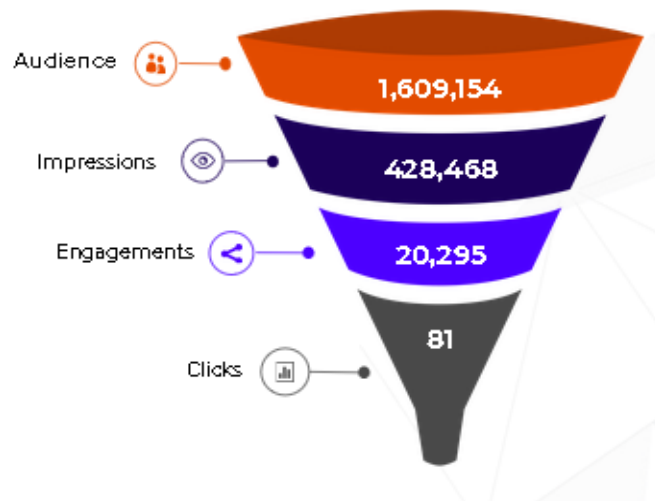 Audience
1,609,154
Impressions
428,468
Engagements
20,295
Clicks
81